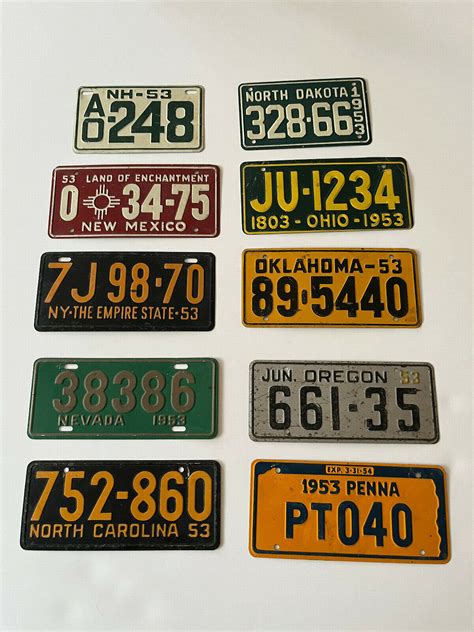 NH-53
AO·248
NORTH DAKOTA
328·66
1953
53 LAND OF ENCHANTMENT
0 34-75
NEW MEXICO
JU·1234
1803 - OHIO - 1953
7J 98·70
NY·THE EMPIRE STATE·53
OKLAHOMA-53
89·5440
38386
NEVADA 1953
JUN. OREGON 53
661·35
752-860
NORTH CAROLINA 53
EXP. 3-31-54
1953 PENNA
PT040